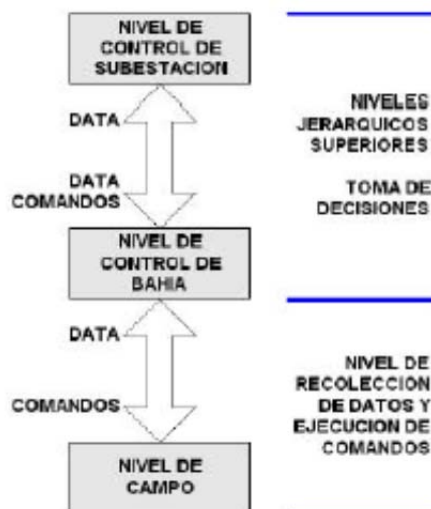 NIVEL DE
CONTROL DE
SUBESTACION
DATA
DATA
COMANDOS
NIVEL DE
CONTROL DE
BAHIA
DATA
COMANDOS
NIVEL DE
CAMPO
NIVELES
JERARQUICOS
SUPERIORES
TOMA DE
DECISIONES
NIVEL DE
RECOLECCION
DE DATOS Y
EJECUCION DE
COMANDOS